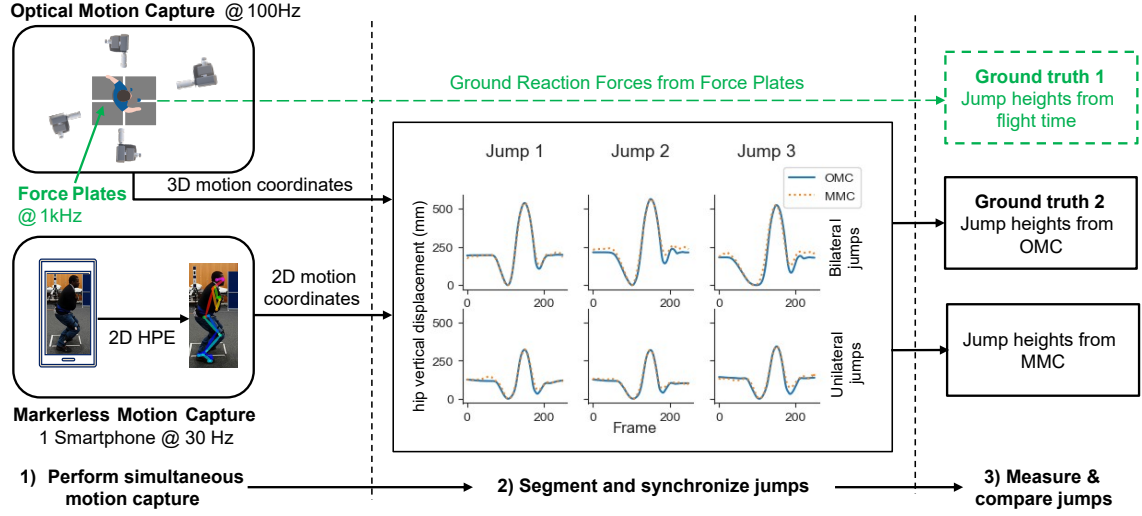 Optical Motion Capture @ 100Hz
Force Plates
@ 1kHz
3D motion coordinates
2D motion
coordinates
2D HPE
Markerless Motion Capture
1 Smartphone @ 30 Hz
Ground Reaction Forces from Force Plates
Jump 1
Jump 2
Jump 3
OMC
MMC
hip vertical displacement (mm)
500
250
0
Bilateral
jumps
500
250
0
0
200
0
200
0
200
Unilateral
jumps
Frame
Ground truth 1
Jump heights from
flight time
Ground truth 2
Jump heights from
OMC
Jump heights from
MMC
1) Perform simultaneous
motion capture
2) Segment and synchronize jumps
3) Measure &
compare jumps